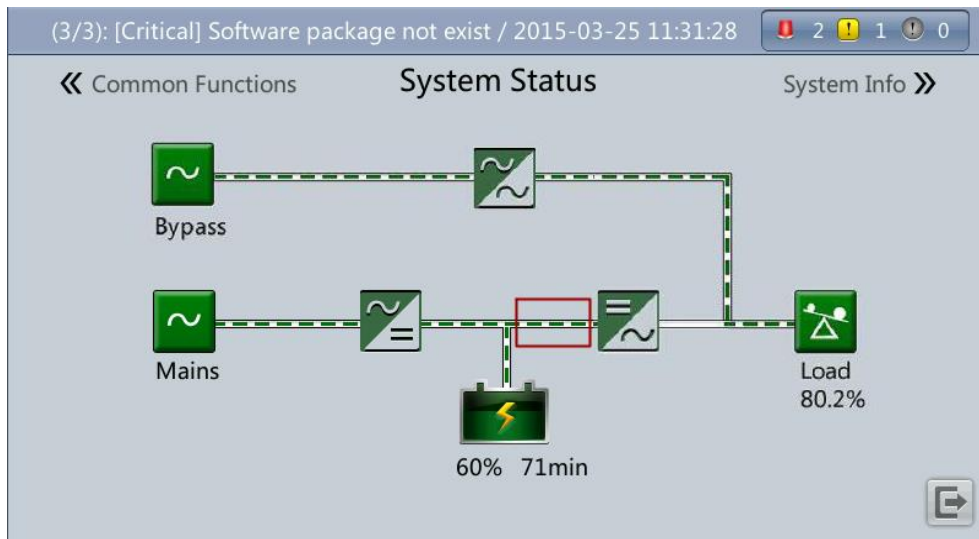 (3/3): [Critical] Software package not exist / 2015-03-25 11:31:28 2 1 0
« Common Functions System Status System Info »
Bypass
Mains
Load
80.2%
60% 71min